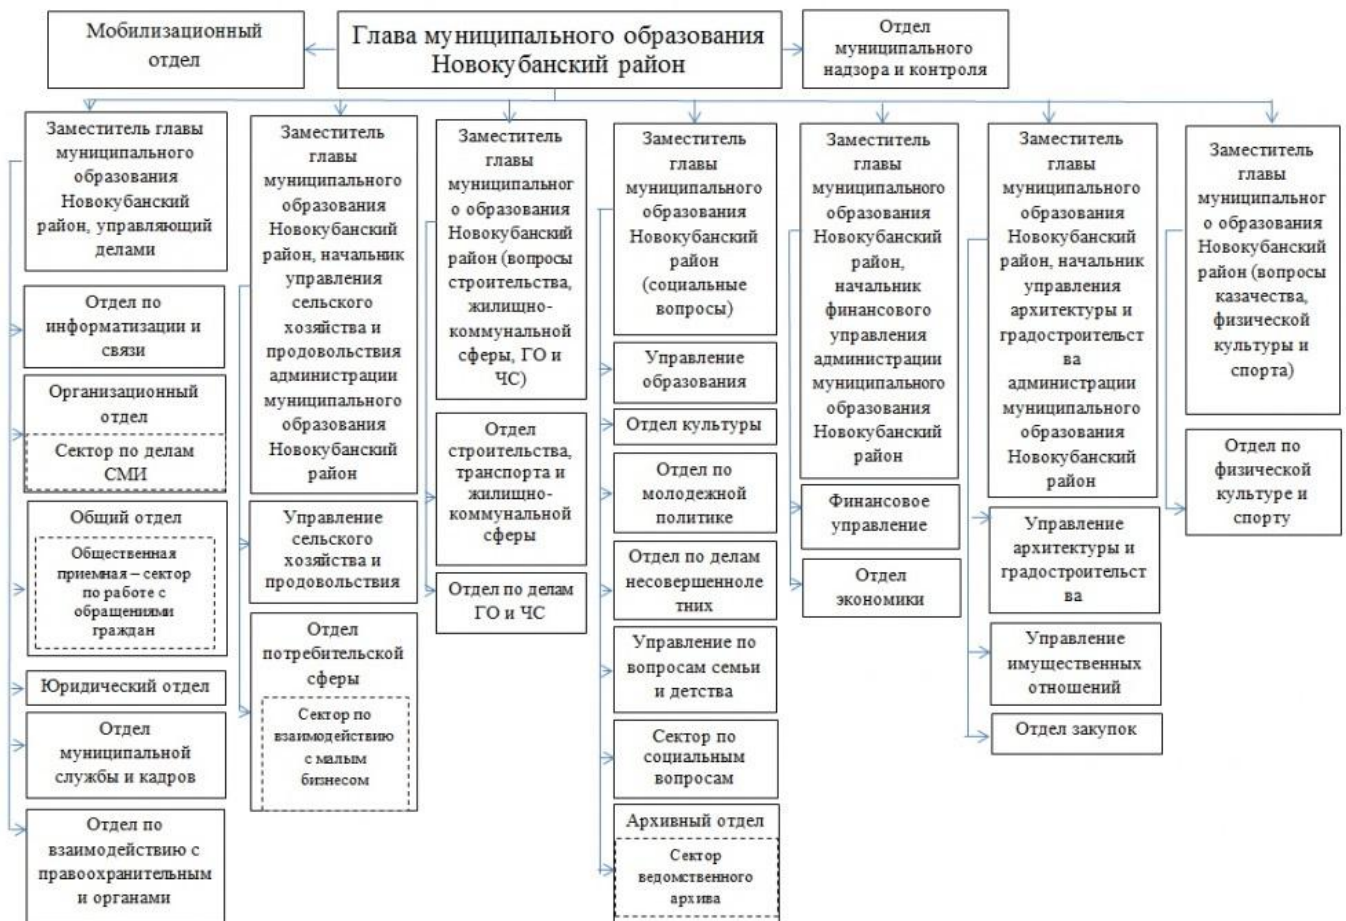 Мобилизационный
отдел
Глава муниципального образования
Новокубанский район
Отдел
муниципального
надзора и контроля
Заместитель главы
муниципального
образования
Новокубанский
район, управляющий
делами
Отдел по
информатизации и
связи
Организационный
отдел
Сектор по делам
СМИ
Общий отдел
Общественная
приемная – сектор
по работе с
обращениями
граждан
Юридический отдел
Отдел
муниципальной
службы и кадров
Отдел по
взаимодействию с
правоохранительным
и органами
Заместитель
главы
муниципального
образования
Новокубанский
район, начальник
управления
сельского
хозяйства и
продовольствия
администрации
муниципального
образования
Новокубанский
район
Управление
сельского
хозяйства и
продовольствия
Отдел
потребительской
сферы
Сектор по
взаимодействию
с малым
бизнесом
Заместитель
главы
муниципальног
о образования
Новокубанский
район (вопросы
строительства,
жилищно-
коммунальной
сферы, ГО и
ЧС)
Отдел
строительства,
транспорта и
жилищно-
коммунальной
сферы
Отдел по делам
ГО и ЧС
Заместитель
главы
муниципального
образования
Новокубанский
район
(социальные
вопросы)
Управление
образования
Отдел культуры
Отдел по
молодежной
политике
Отдел по делам
несовершенноле
тних
Управление по
вопросам семьи
и детства
Сектор по
социальным
вопросам
Архивный отдел
Сектор
ведомственного
архива
Заместитель
главы
муниципального
образования
Новокубанский
район,
начальник
финансового
управления
администрации
муниципального
образования
Новокубанский
район
Финансовое
управление
Отдел
экономики
Заместитель
главы
муниципального
образования
Новокубанский
район, начальник
управления
архитектуры и
градостроительст
ва
администрации
муниципального
образования
Новокубанский
район
Управление
архитектуры и
градостроительст
ва
Управление
имущественных
отношений
Отдел закупок
Заместитель
главы
муниципальног
о образования
Новокубанский
район (вопросы
казачества,
физической
культуры и
спорта)
Отдел по
физической
культуре и
спорту